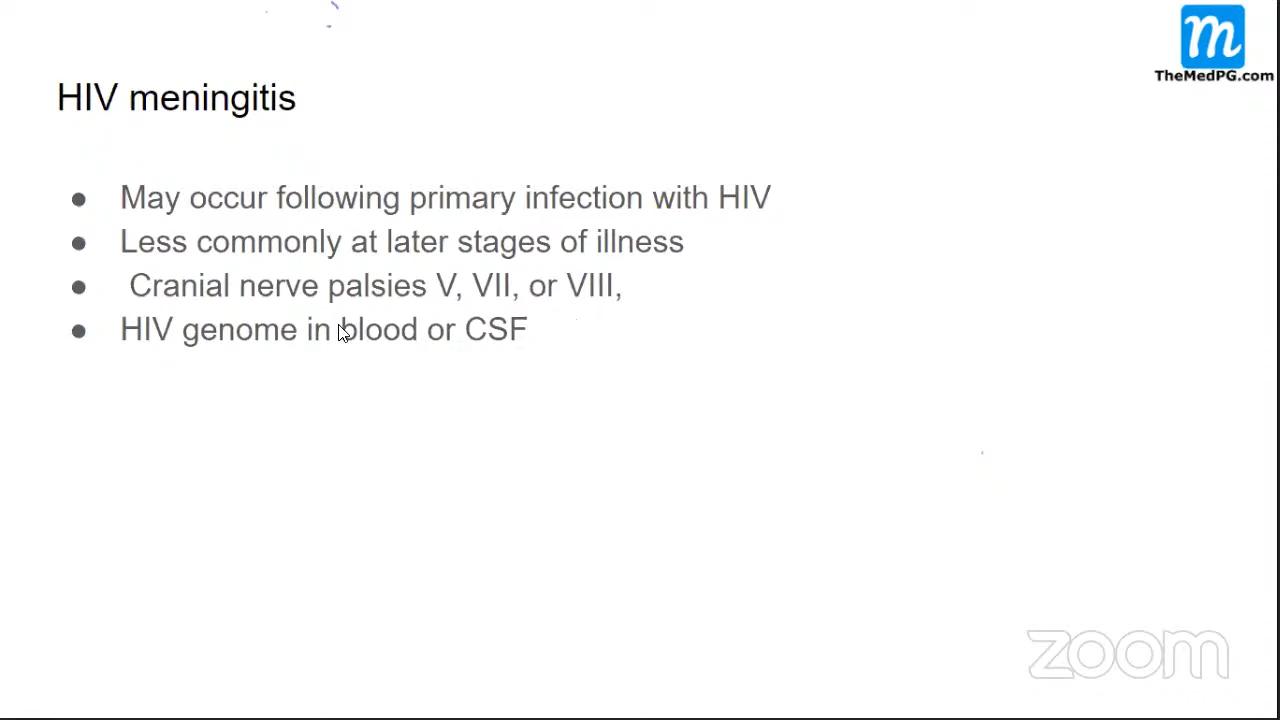 m
TheMedPG.com
HIV meningitis
● May occur following primary infection with HIV
● Less commonly at later stages of illness
● Cranial nerve palsies V, VII, or VIII,
● HIV genome in blood or CSF
zoom